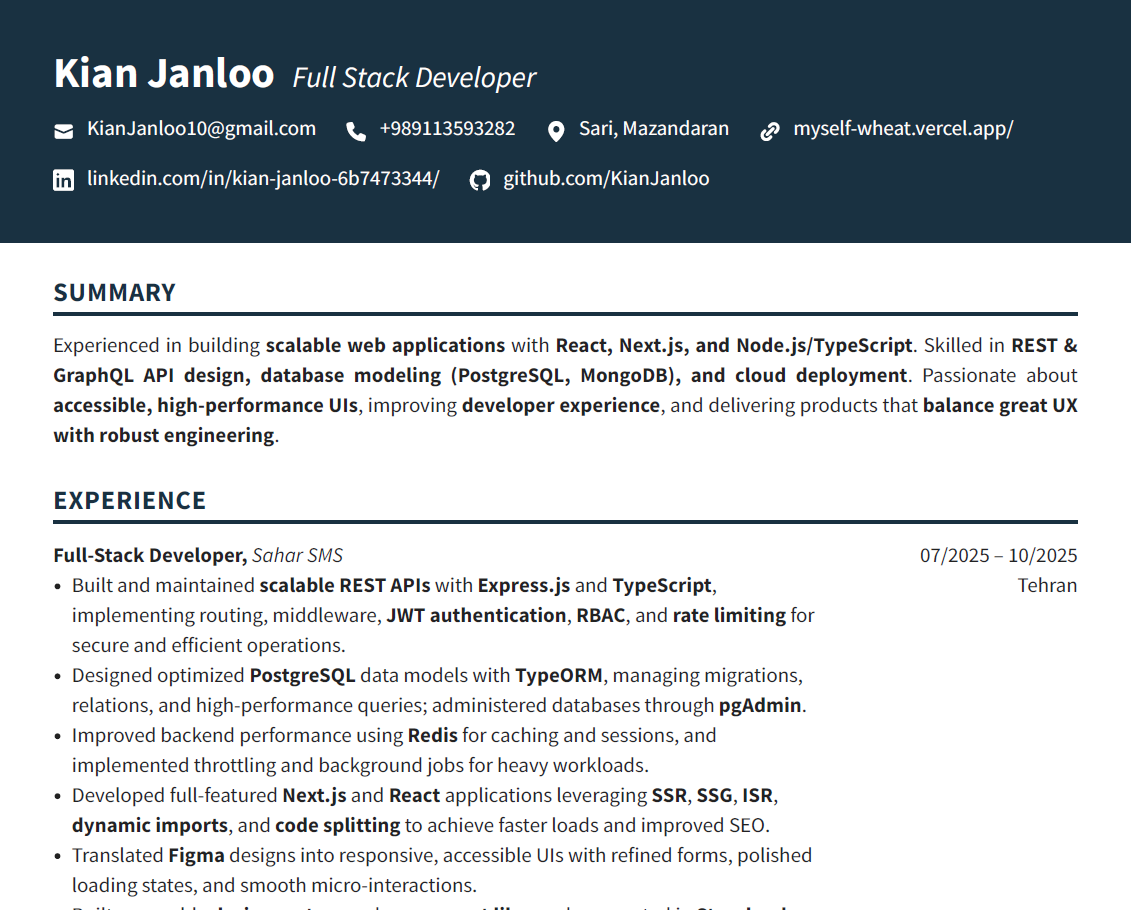 Kian Janloo Full Stack Developer
KianJanloo10@gmail.com +989113593282 Sari, Mazandaran myself-wheat.vercel.app/
linkedin.com/in/kian-janloo-6b7473344/ github.com/KianJanloo
SUMMARY
Experienced in building scalable web applications with React, Next.js, and Node.js/TypeScript. Skilled in REST &
GraphQL API design, database modeling (PostgreSQL, MongoDB), and cloud deployment. Passionate about
accessible, high-performance UIs, improving developer experience, and delivering products that balance great UX
with robust engineering.
EXPERIENCE
Full-Stack Developer, Sahar SMS 07/2025 – 10/2025
Tehran
• Built and maintained scalable REST APIs with Express.js and TypeScript,
implementing routing, middleware, JWT authentication, RBAC, and rate limiting for
secure and efficient operations.
• Designed optimized PostgreSQL data models with TypeORM, managing migrations,
relations, and high-performance queries; administered databases through pgAdmin.
• Improved backend performance using Redis for caching and sessions, and
implemented throttling and background jobs for heavy workloads.
• Developed full-featured Next.js and React applications leveraging SSR, SSG, ISR,
dynamic imports, and code splitting to achieve faster loads and improved SEO.
• Translated Figma designs into responsive, accessible UIs with refined forms, polished
loading states, and smooth micro-interactions.